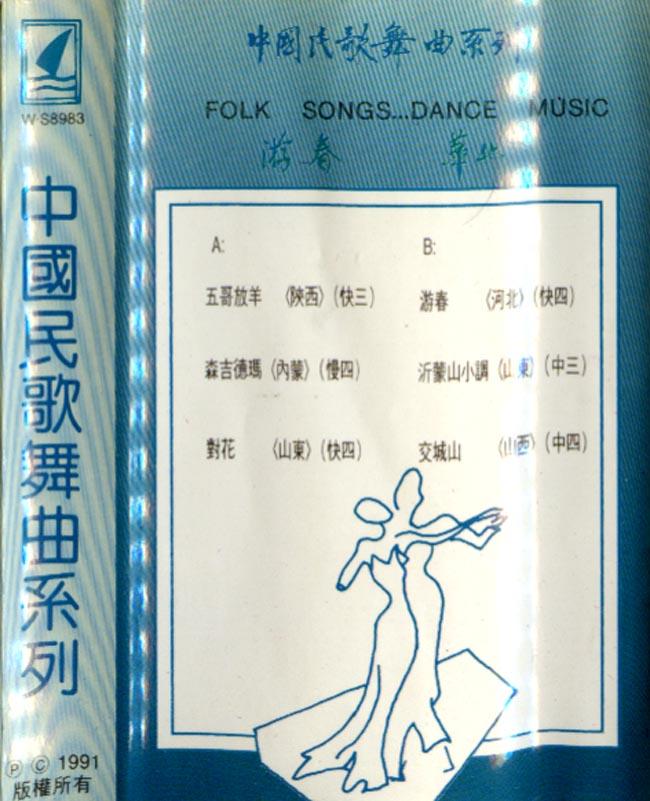 W-S8983
中國民歌舞曲系列
Ⓟ Ⓒ 1991
版權所有
中國民歌舞曲系列
FOLK SONGS...DANCE MUSIC
游春 華北
A:
五哥放羊 〈陝西〉(快三)
森吉德瑪〈內蒙〉(慢四)
對花 〈山東〉(快四)
B:
游春 〈河北〉(快四)
沂蒙山小調〈山東〉(中三)
交城山 〈山西〉(中四)